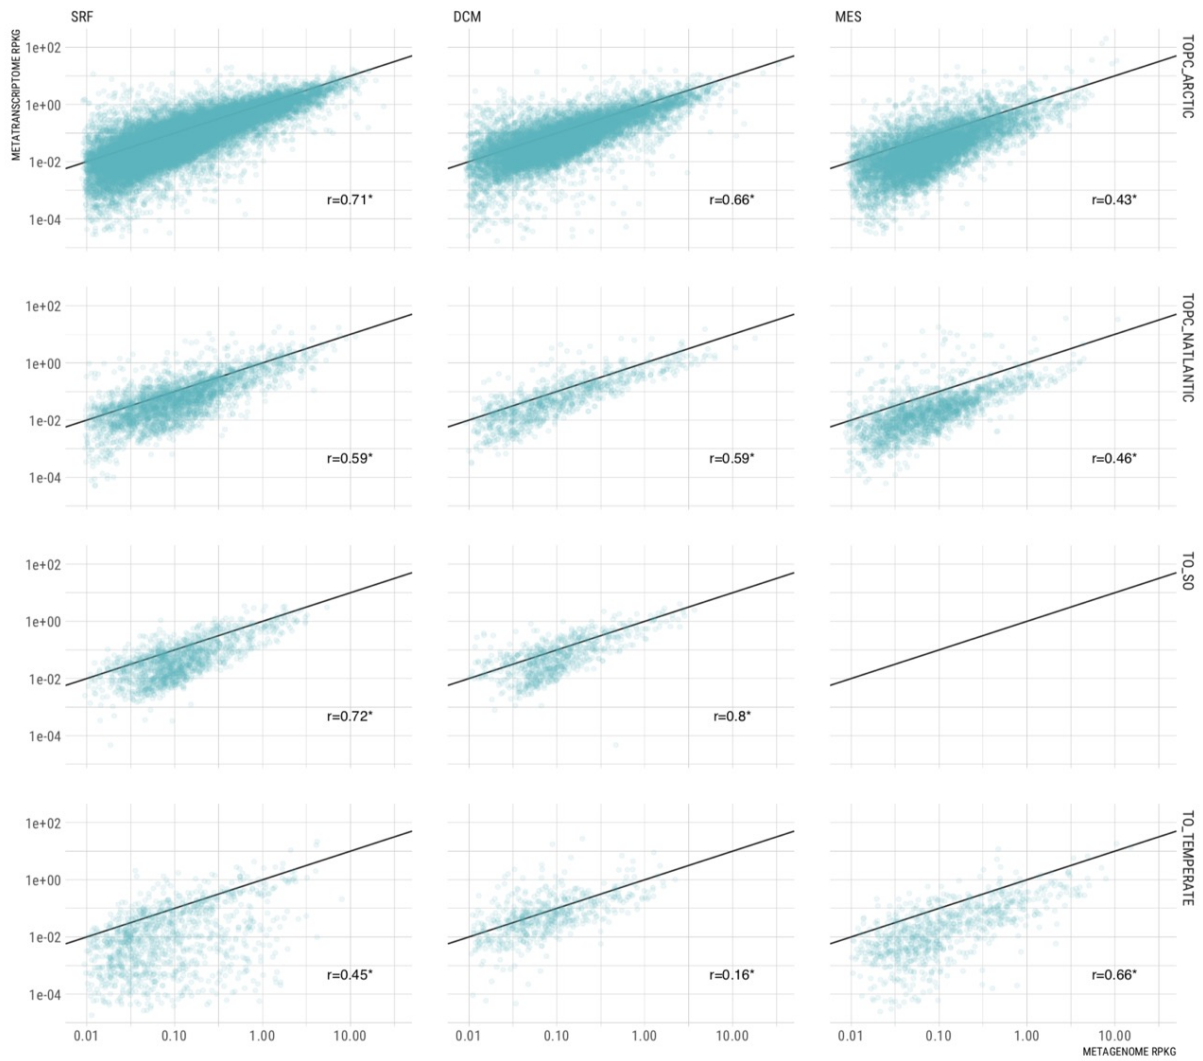 SRF
DCM
MES
METATRANSCRIPTOME RPKG
1e+02
1e+00
1e-02
1e-04
r=0.71*
r=0.66*
r=0.43*
TOPC_ARCTIC
1e+02
1e+00
1e-02
1e-04
r=0.59*
r=0.59*
r=0.46*
TOPC_NATLANTIC
1e+02
1e+00
1e-02
1e-04
r=0.72*
r=0.8*
TO_SO
1e+02
1e+00
1e-02
1e-04
r=0.45*
r=0.16*
r=0.66*
TO_TEMPERATE
0.01 0.10 1.00 10.00
0.01 0.10 1.00 10.00
0.01 0.10 1.00 10.00
METAGENOME RPKG